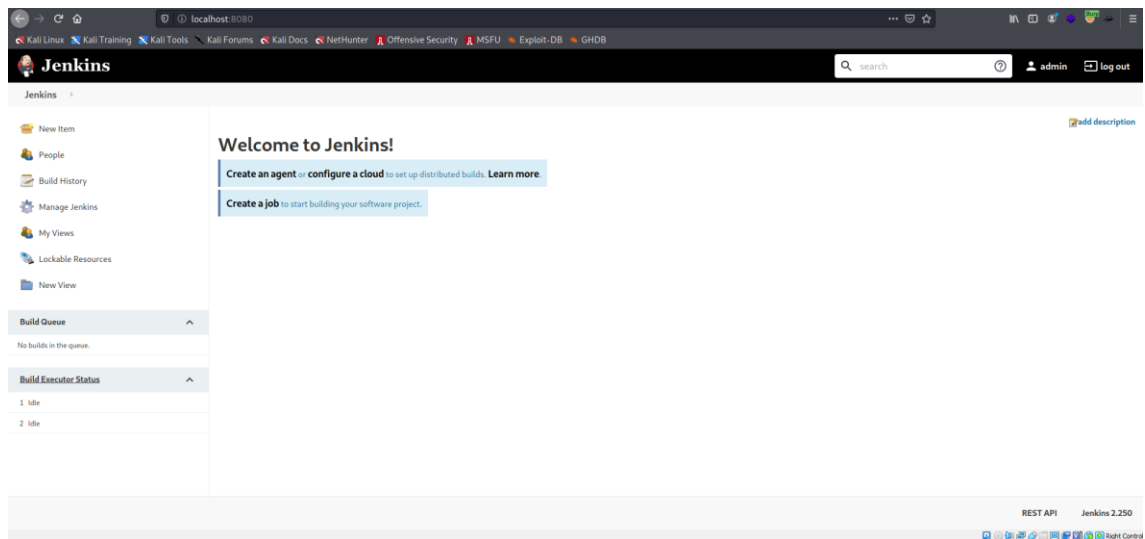 localhost:8080
Kali Linux Kali Training Kali Tools Kali Forums Kali Docs NetHunter Offensive Security MSFU Exploit-DB GHDB
Jenkins search admin log out
Jenkins
add description
New Item
People
Build History
Manage Jenkins
My Views
Lockable Resources
New View
Welcome to Jenkins!
Create an agent or configure a cloud to set up distributed builds. Learn more.
Create a job to start building your software project.
Build Queue
No builds in the queue.
Build Executor Status
1 Idle
2 Idle
REST API Jenkins 2.250
Right Control